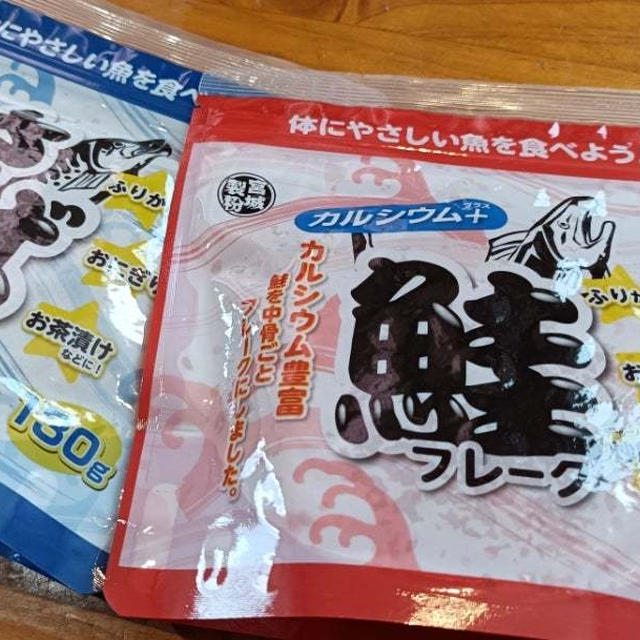 にやさしい魚を食べ
ふりか
おにぎり
お茶漬け
などに!
130g
体にやさしい魚を食べよう
宮城
製粉
カルシウム+
プラス
カルシウム豊富
鮭を中骨ごと
フレークにしました。
鮭
フレーク
ふりか
お